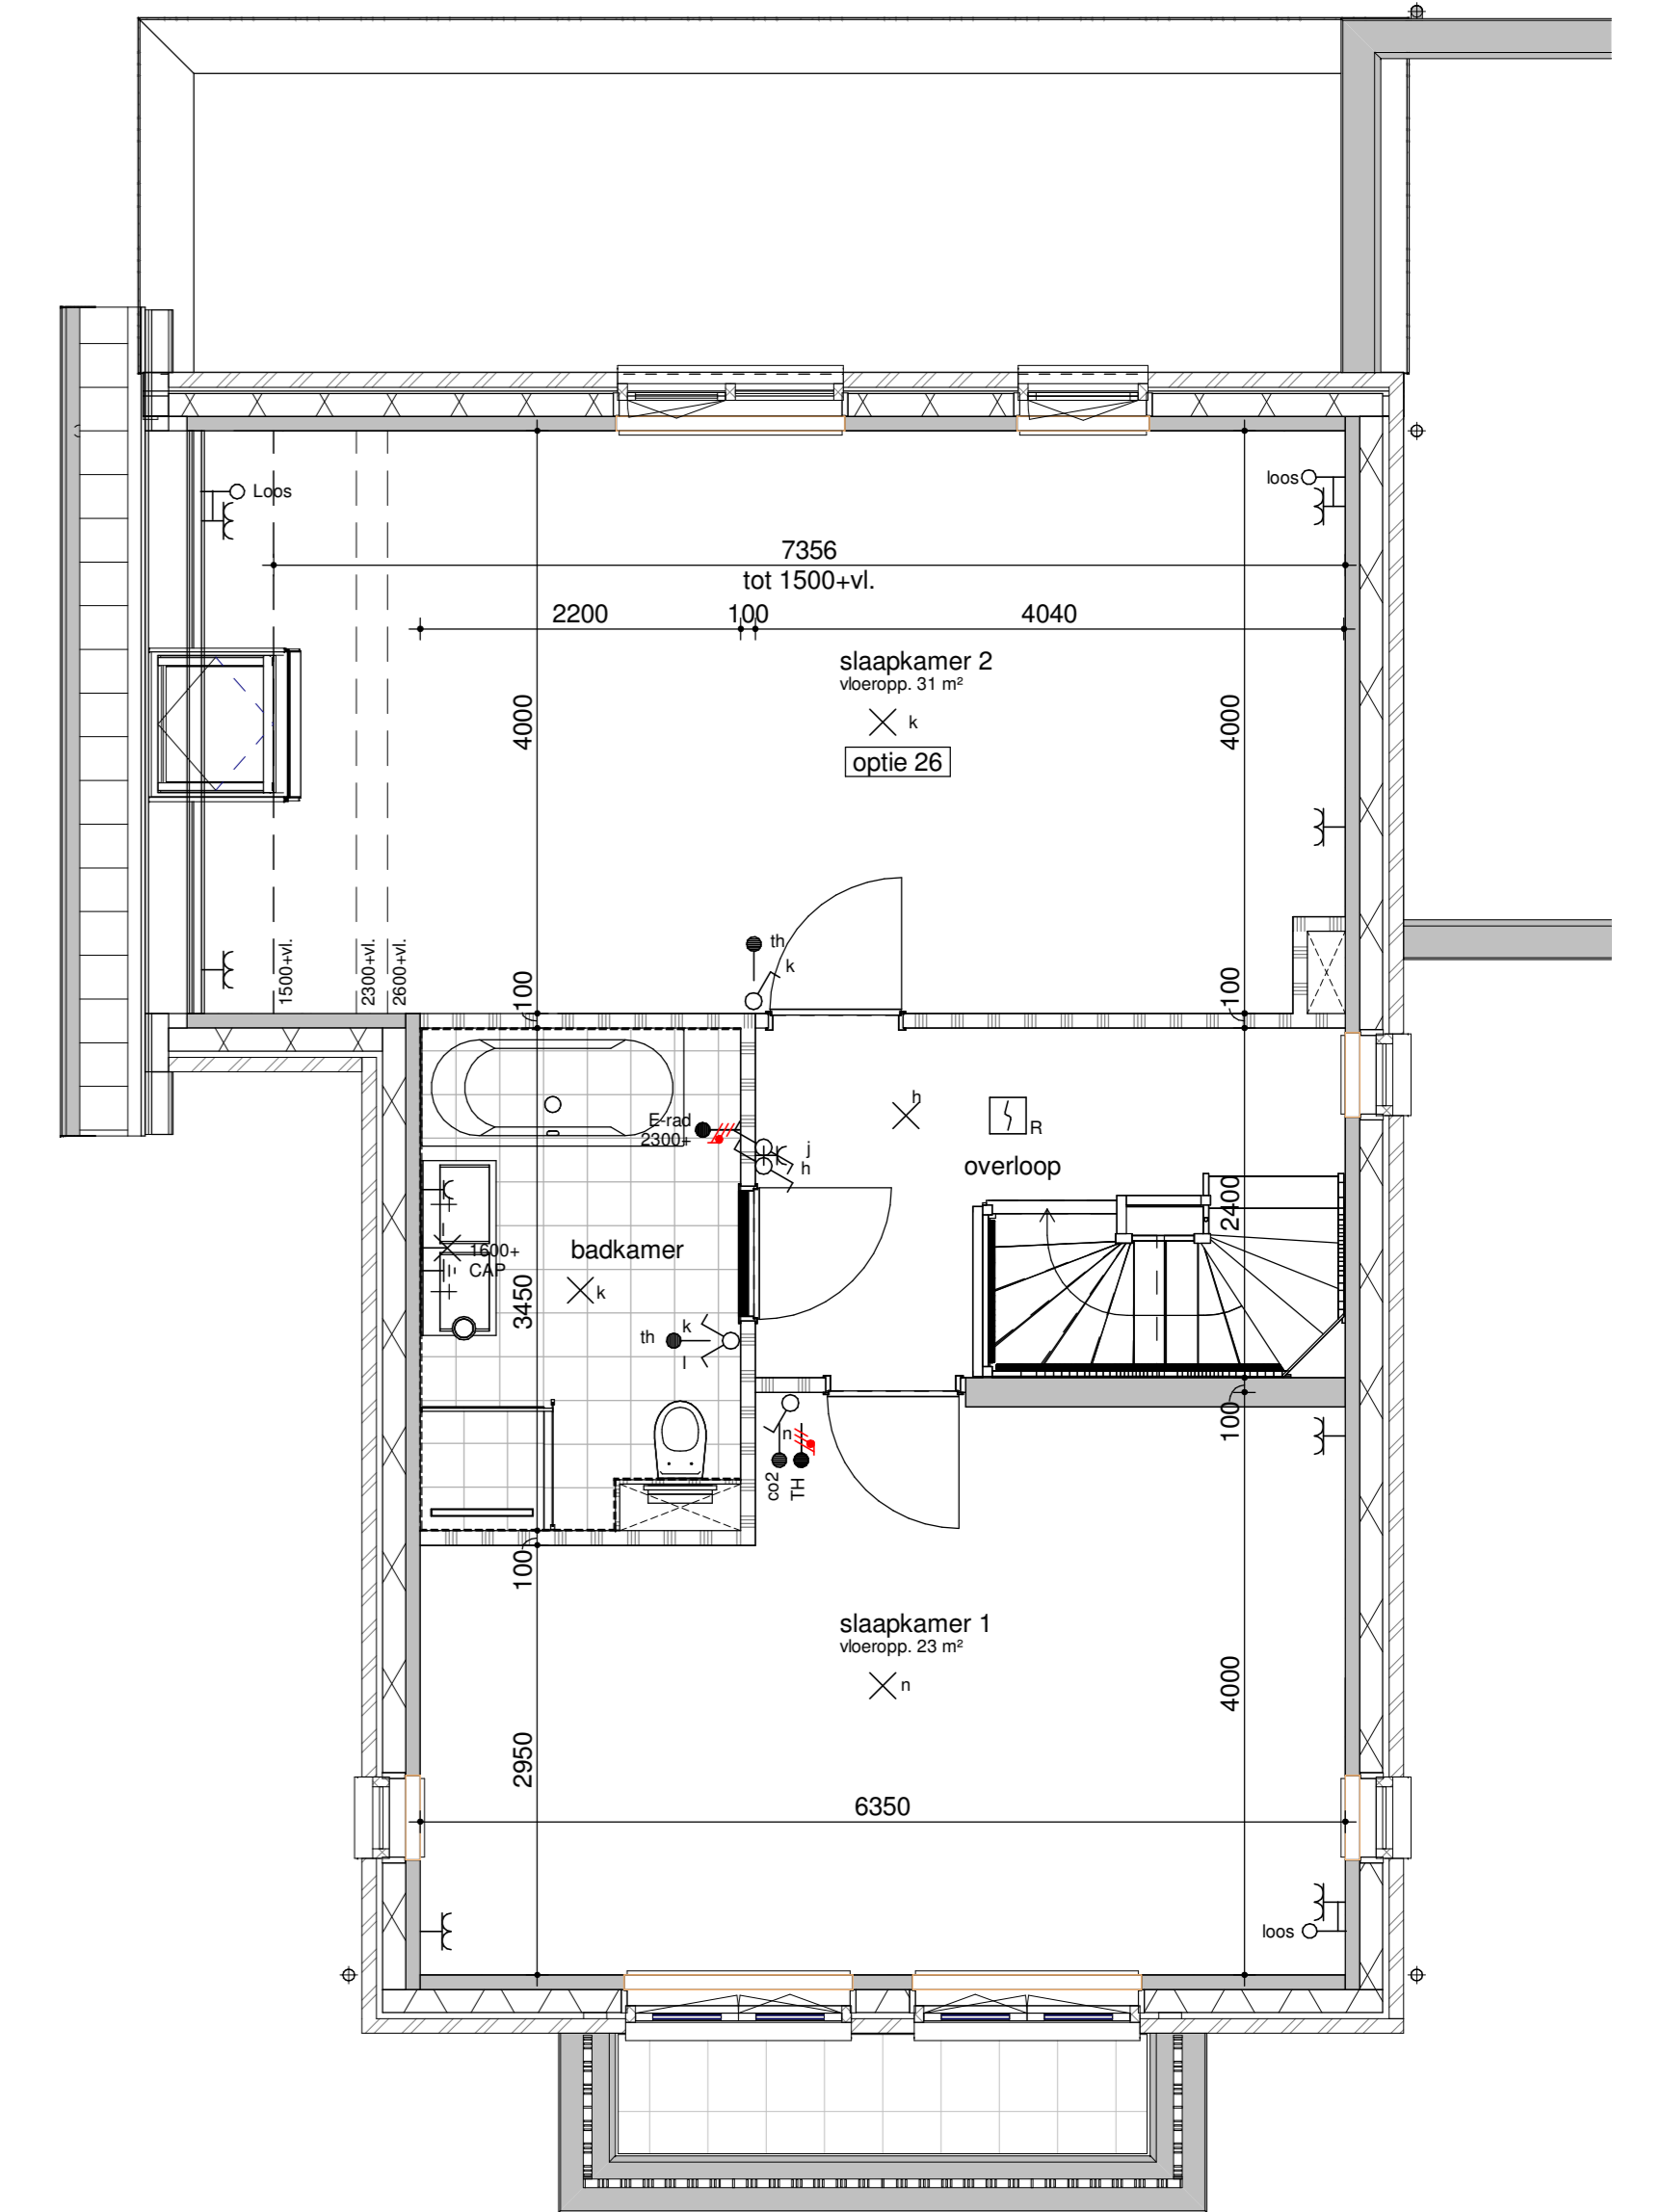 Loos
loos
7356
tot 1500+vl.
2200
100
4040
slaapkamer 2
vloeropp. 31 m²
k
optie 26
4000
4000
1500+vl.
2300+vl.
2600+vl.
100
th
k
100
E-rad
2300+
j
h
h
R
overloop
2400
1600+
CAP
badkamer
k
3450
th
k
l
100
n
co2
TH
100
slaapkamer 1
vloeropp. 23 m²
n
4000
2950
6350
loos